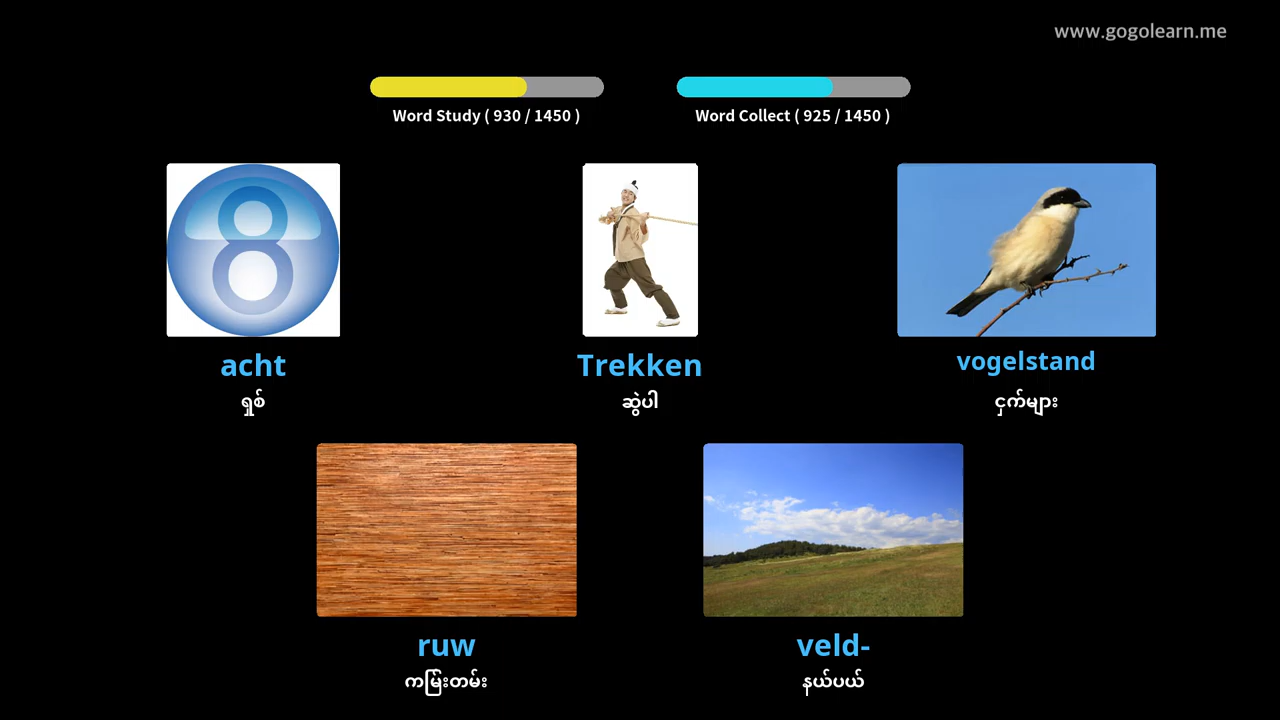 www.gogolearn.me
Word Study ( 930 / 1450 )
Word Collect ( 925 / 1450 )
8
acht
Trekken
vogelstand
ရှစ်
ဆွဲပါ
ငှက်များ
ruw
veld-
ကမြ်းတမ်း
နယ်ပယ်